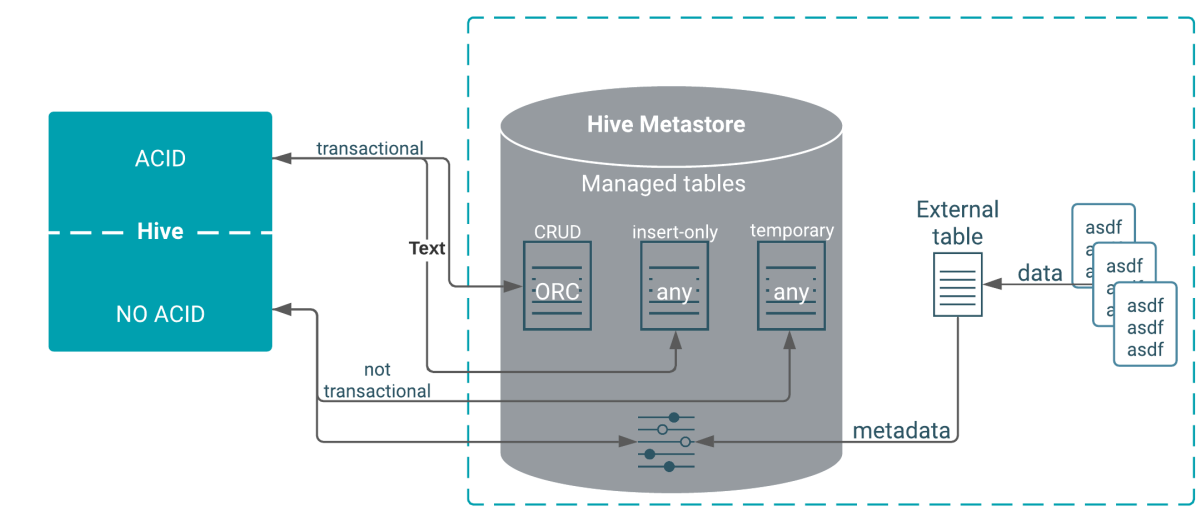 Hive Metastore
Managed tables
ACID
transactional
Hive
NO ACID
Text
CRUD
ORC
insert-only
any
temporary
any
not
transactional
External
table
data
metadata
asdf
a
a
asdf
a
a
asdf
asdf
asdf